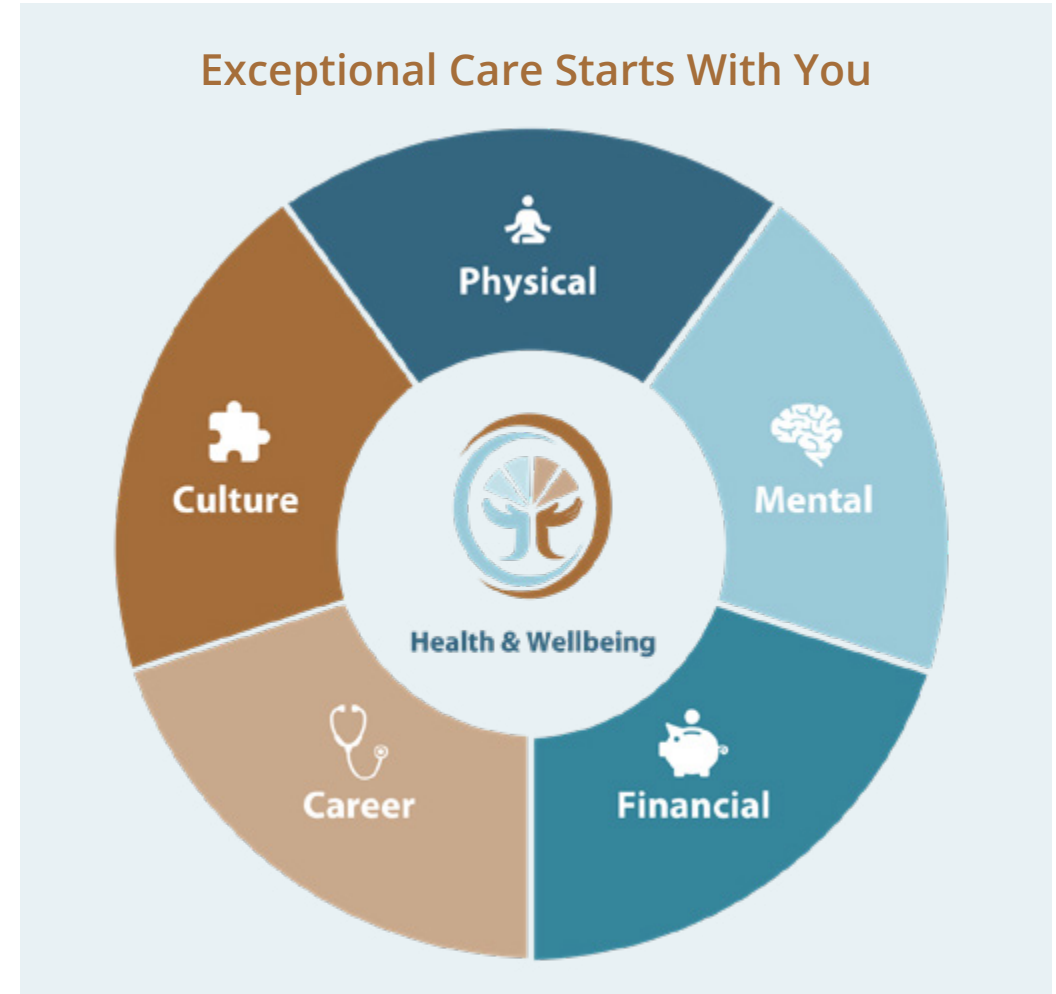 Exceptional Care Starts With You
Physical
Culture
Mental
Health & Wellbeing
Career
Financial